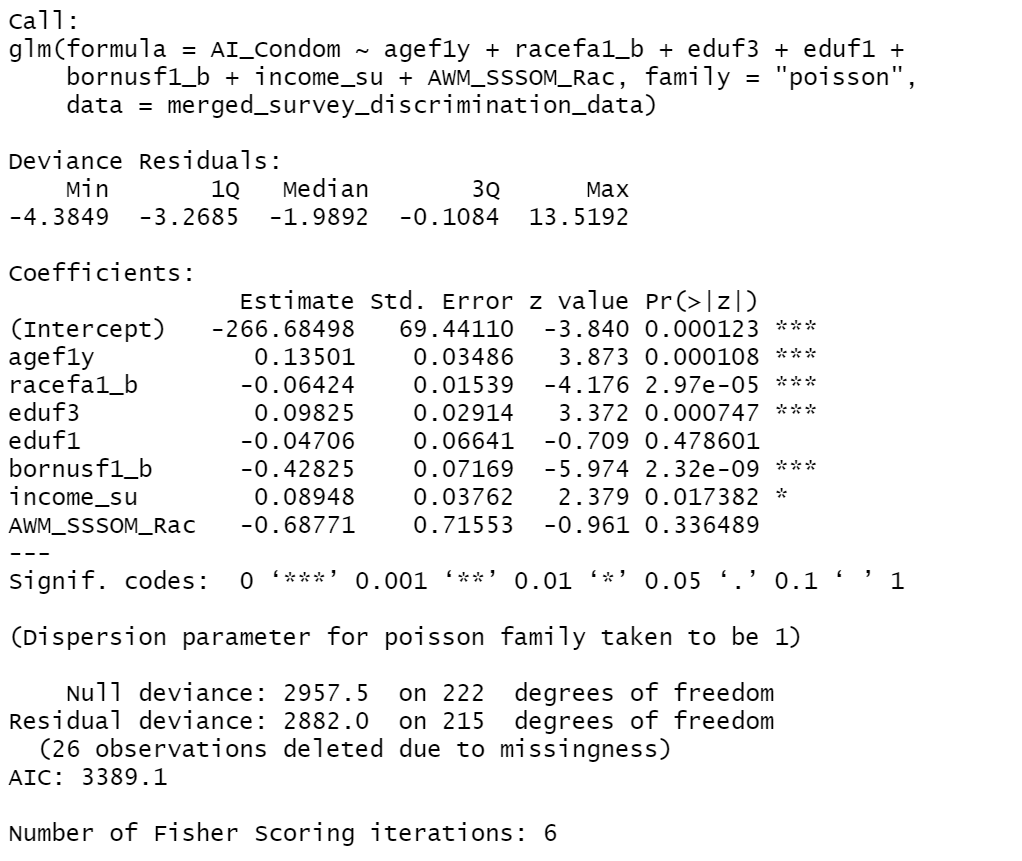 Call:
glm(formula = AI_Condom ~ agef1y + racefa1_b + eduf3 + eduf1 +
    bornusf1_b + income_su + AWM_SSSOM_Rac, family = "poisson",
    data = merged_survey_discrimination_data)

Deviance Residuals:
    Min       1Q   Median       3Q      Max
-4.3849  -3.2685  -1.9892  -0.1084  13.5192

Coefficients:
                Estimate Std. Error z value Pr(>|z|)
(Intercept)   -266.68498   69.44110  -3.840 0.000123 ***
agef1y           0.13501    0.03486   3.873 0.000108 ***
racefa1_b       -0.06424    0.01539  -4.176 2.97e-05 ***
eduf3            0.09825    0.02914   3.372 0.000747 ***
eduf1           -0.04706    0.06641  -0.709 0.478601
bornusf1_b      -0.42825    0.07169  -5.974 2.32e-09 ***
income_su        0.08948    0.03762   2.379 0.017382 *
AWM_SSSOM_Rac   -0.68771    0.71553  -0.961 0.336489
---
Signif. codes:  0 ‘***’ 0.001 ‘**’ 0.01 ‘*’ 0.05 ‘.’ 0.1 ‘ ’ 1

(Dispersion parameter for poisson family taken to be 1)

    Null deviance: 2957.5  on 222  degrees of freedom
Residual deviance: 2882.0  on 215  degrees of freedom
  (26 observations deleted due to missingness)
AIC: 3389.1

Number of Fisher Scoring iterations: 6